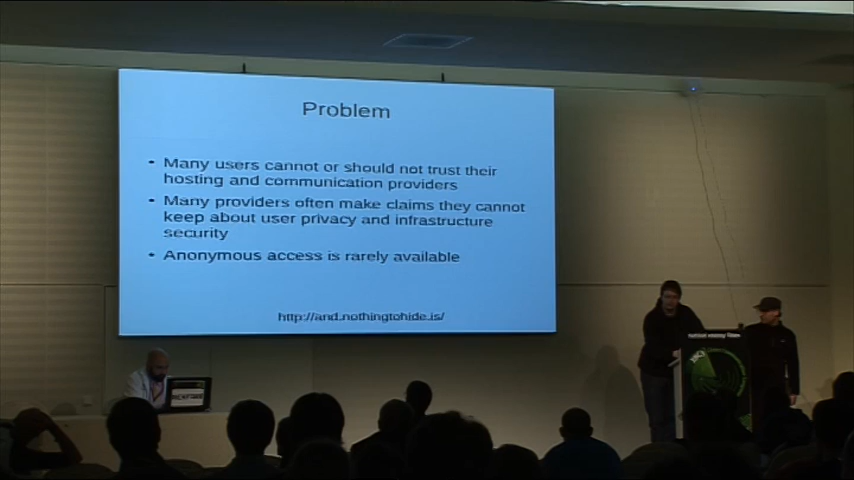 Problem
• Many users cannot or should not trust their
hosting and communication providers
• Many providers often make claims they cannot
keep about user privacy and infrastructure
security
• Anonymous access is rarely available
http://and.nothingtohide.is/